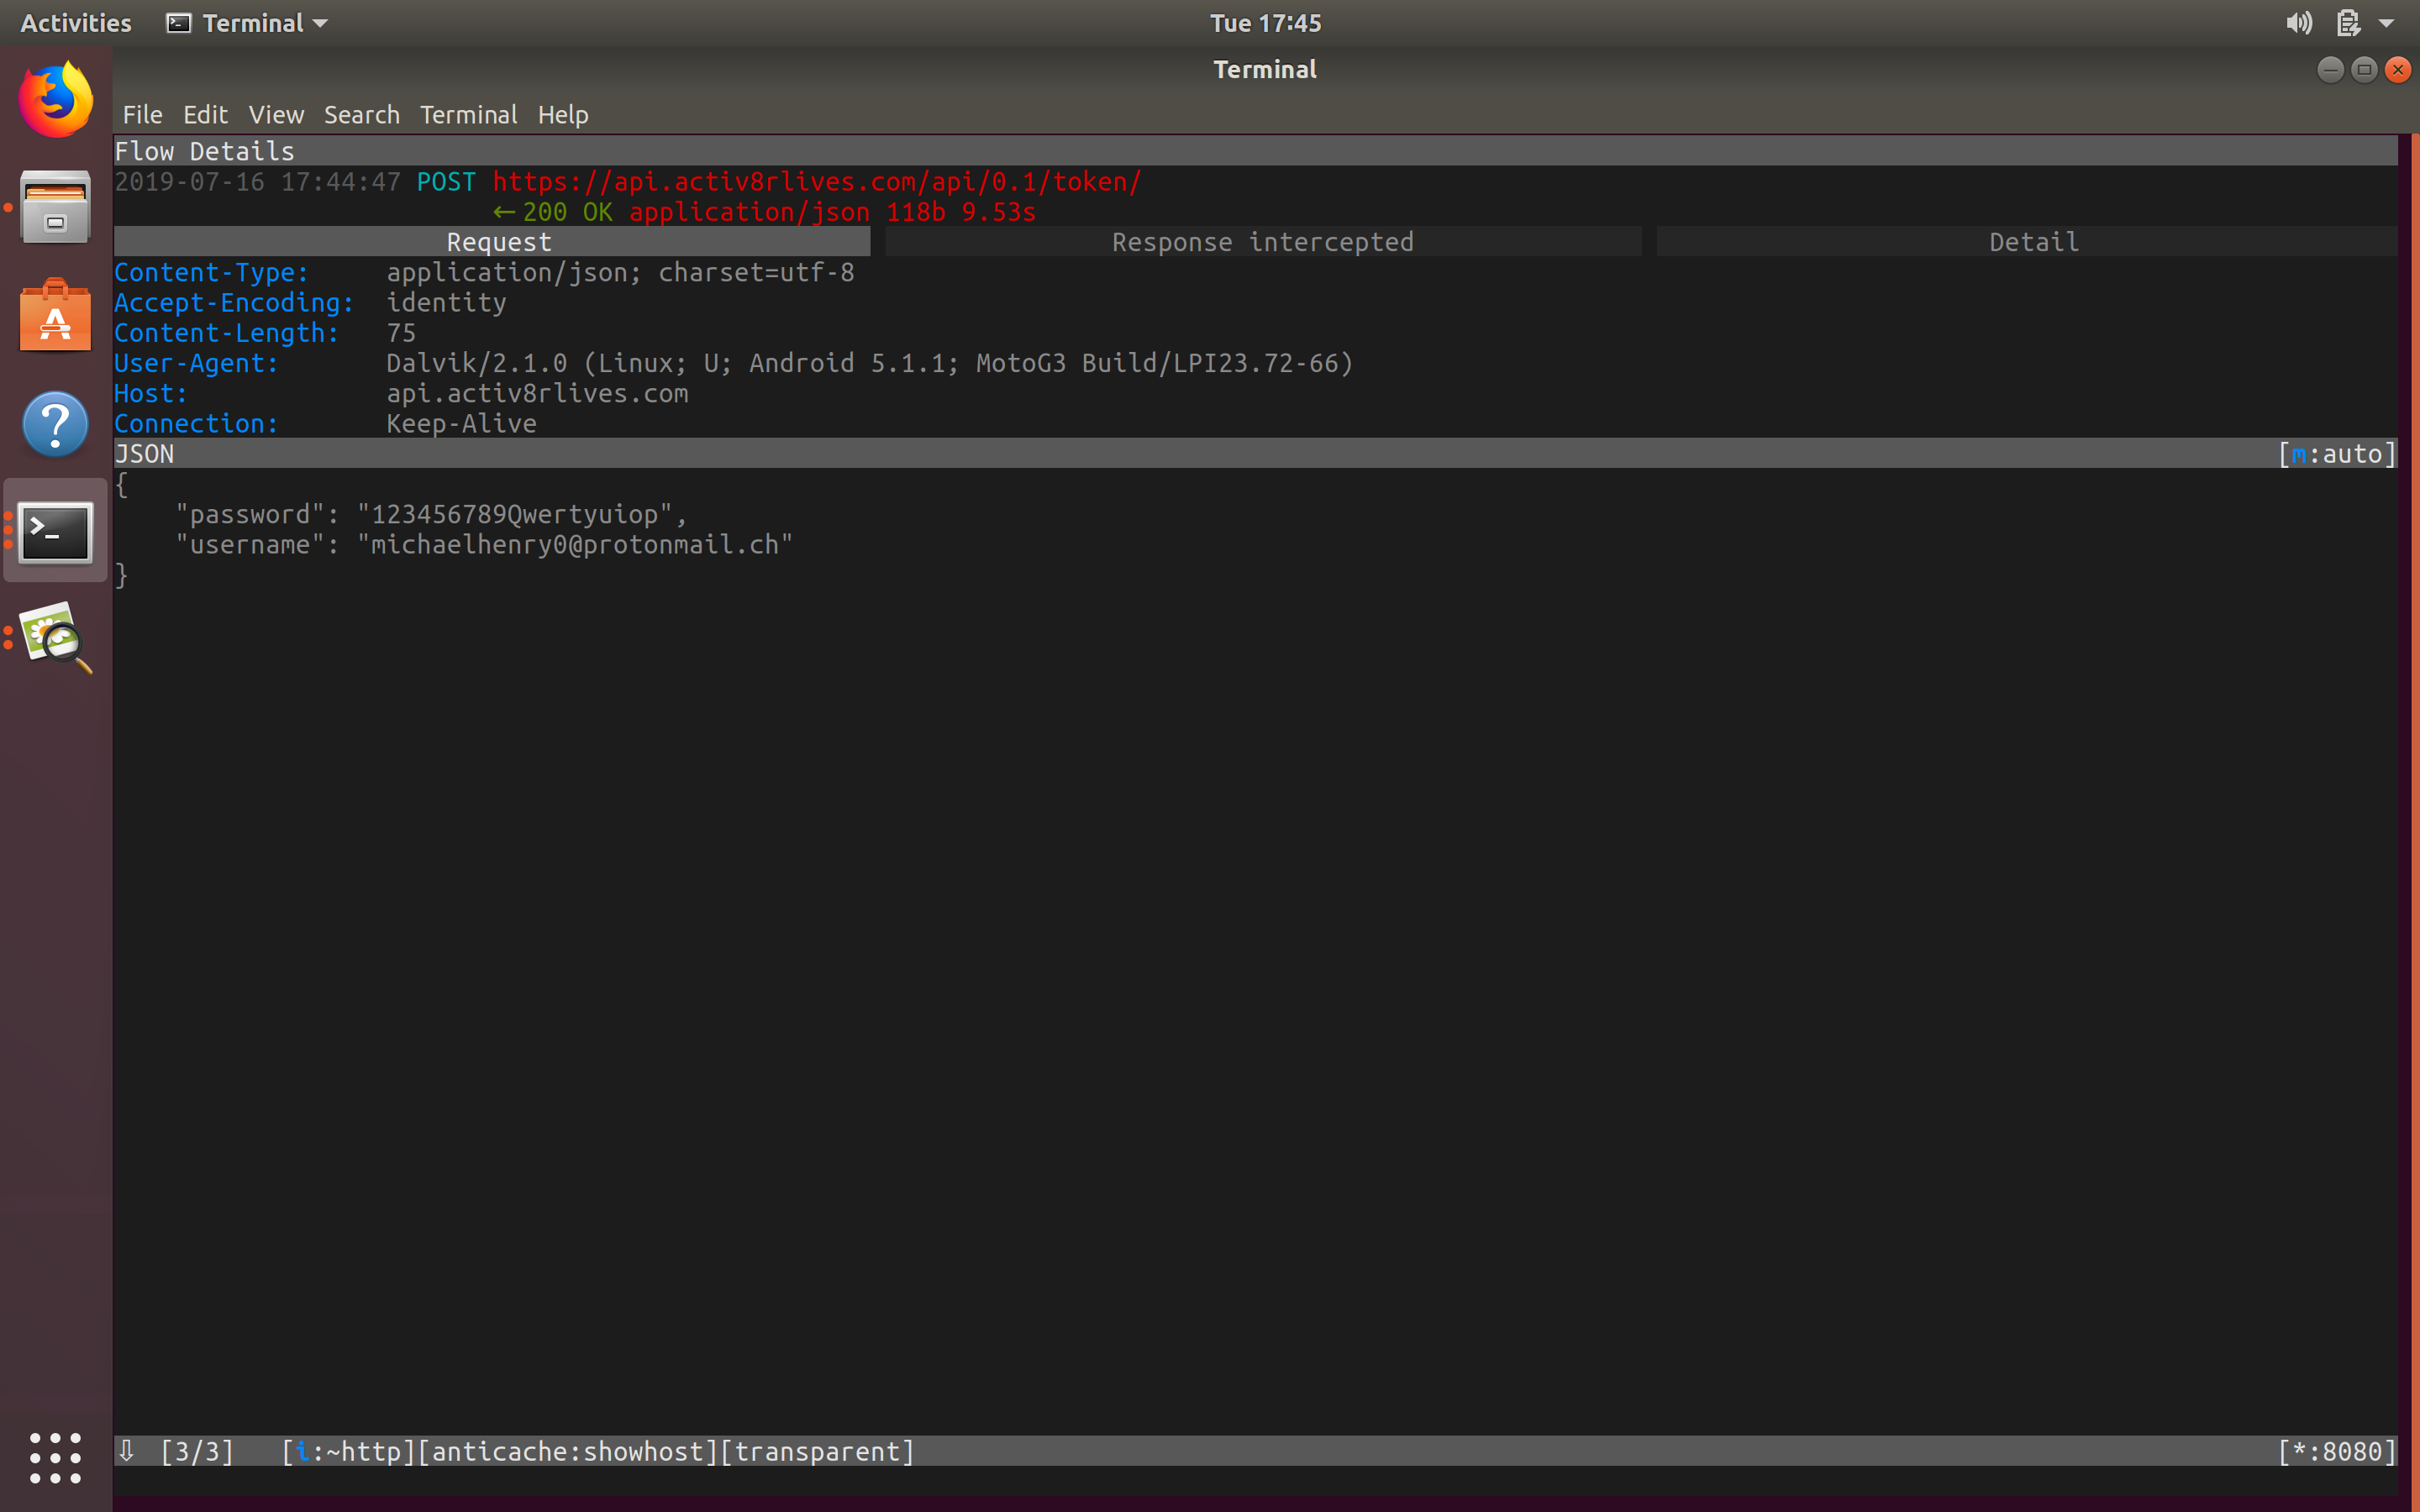 Activities Terminal Tue 17:45
Terminal
File Edit View Search Terminal Help
Flow Details
2019-07-16 17:44:47 POST https://api.activ8rlives.com/api/0.1/token/
←200 OK application/json 118b 9.53s
Request Response intercepted Detail
Content-Type: application/json; charset=utf-8
Accept-Encoding: identity
Content-Length: 75
User-Agent: Dalvik/2.1.0 (Linux; U; Android 5.1.1; MotoG3 Build/LPI23.72-66)
Host: api.activ8rlives.com
Connection: Keep-Alive
JSON [m:auto]
{
"password": "123456789Qwertyuiop",
"username": "michaelhenry0@protonmail.ch"
}
⇩ [3/3] [i:~http][anticache:showhost][transparent] [*:8080]